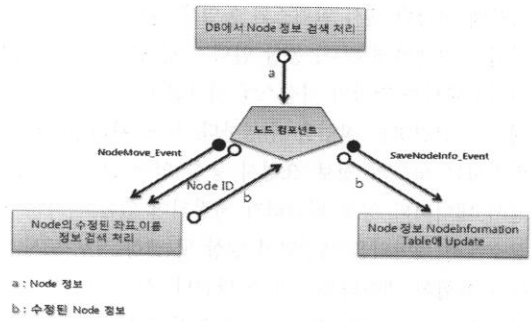 DB에서 Node 정보 검색 처리
a
노드 컴포넌트
NodeMove_Event
SaveNodeInfo_Event
Node ID
b
b
Node의 수정된 좌표,이름
정보 검색 처리
Node 정보 NodeInformation
Table에 Update
a : Node 정보
b : 수정된 Node 정보